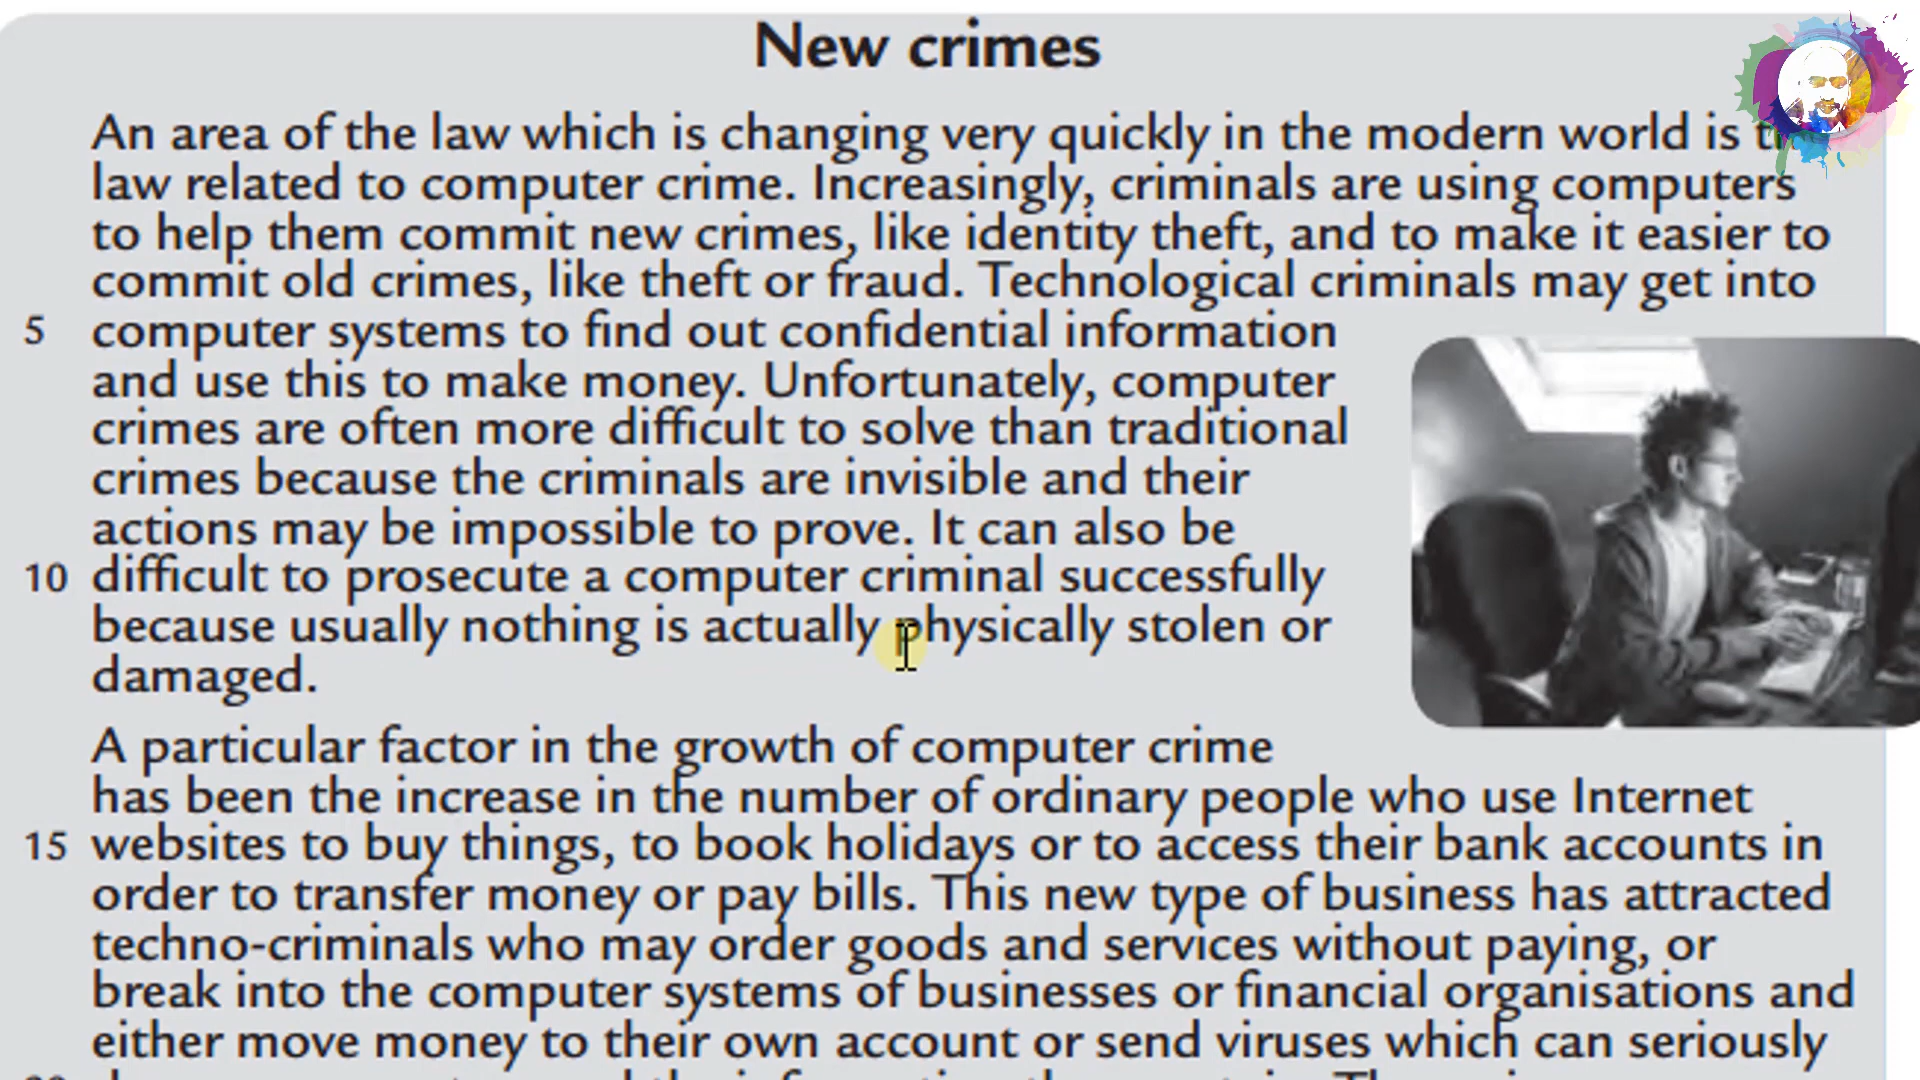 New crimes
An area of the law which is changing very quickly in the modern world is
law related to computer crime. Increasingly, criminals are using computers
to help them commit new crimes, like identity theft, and to make it easier to
commit old crimes, like theft or fraud. Technological criminals may get into
5 computer systems to find out confidential information
and use this to make money. Unfortunately, computer
crimes are often more difficult to solve than traditional
crimes because the criminals are invisible and their
actions may be impossible to prove. It can also be
10 difficult to prosecute a computer criminal successfully
because usually nothing is actually physically stolen or
damaged.
A particular factor in the growth of computer crime
has been the increase in the number of ordinary people who use Internet
15 websites to buy things, to book holidays or to access their bank accounts in
order to transfer money or pay bills. This new type of business has attracted
techno-criminals who may order goods and services without paying, or
break into the computer systems of businesses or financial organisations and
either move money to their own account or send viruses which can seriously